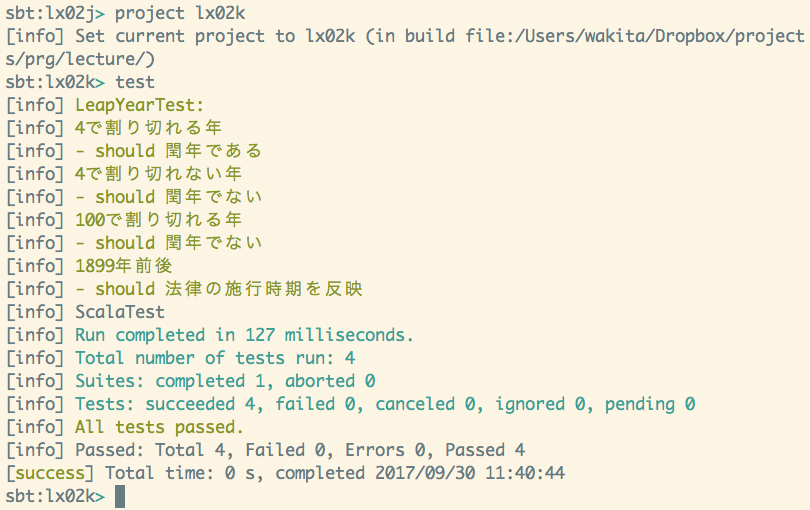 sbt:lx02j> project lx02k
[info] Set current project to lx02k (in build file:/Users/wakita/Dropbox/project
s/prg/lecture/)
sbt:lx02k> test
[info] LeapYearTest:
[info] 4で割り切れる年
[info] - should 閏年である
[info] 4で割り切れない年
[info] - should 閏年でない
[info] 100で割り切れる年
[info] - should 閏年でない
[info] 1899年前後
[info] - should 法律の施行時期を反映
[info] ScalaTest
[info] Run completed in 127 milliseconds.
[info] Total number of tests run: 4
[info] Suites: completed 1, aborted 0
[info] Tests: succeeded 4, failed 0, canceled 0, ignored 0, pending 0
[info] All tests passed.
[info] Passed: Total 4, Failed 0, Errors 0, Passed 4
[success] Total time: 0 s, completed 2017/09/30 11:40:44
sbt:lx02k>